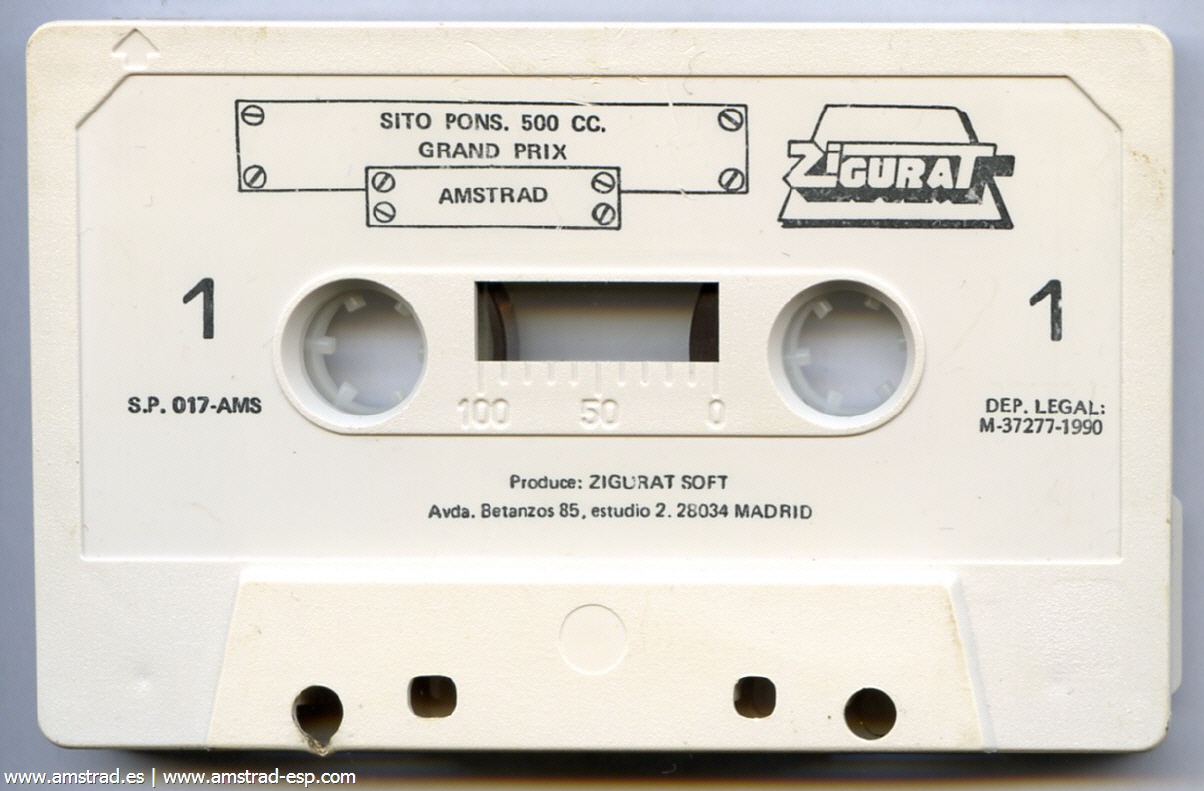 SITO PONS. 500 CC.
GRAND PRIX
AMSTRAD
ZiGURAT
1
1
S.P. 017-AMS
100 50 0
DEP. LEGAL:
M-37277-1990
Produce: ZIGURAT SOFT
Avda. Betanzos 85, estudio 2. 28034 MADRID
www.amstrad.es | www.amstrad-esp.com